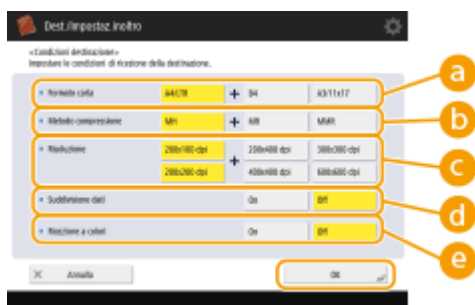 Dest./Impostaz.inoltro
<Condizioni destinazione>
Impostare le condizioni di ricezione della destinazione.
Formato carta A4/LTR + B4 A3/11x17 a
Metodo compressione MH + MR MMR b
Risoluzione 200x100 dpi + 200x400 dpi 300x300 dpi c
200x200 dpi 400x400 dpi 600x600 dpi
Suddivisione dati On Off d
Ricezione a colori On Off e
Annulla OK